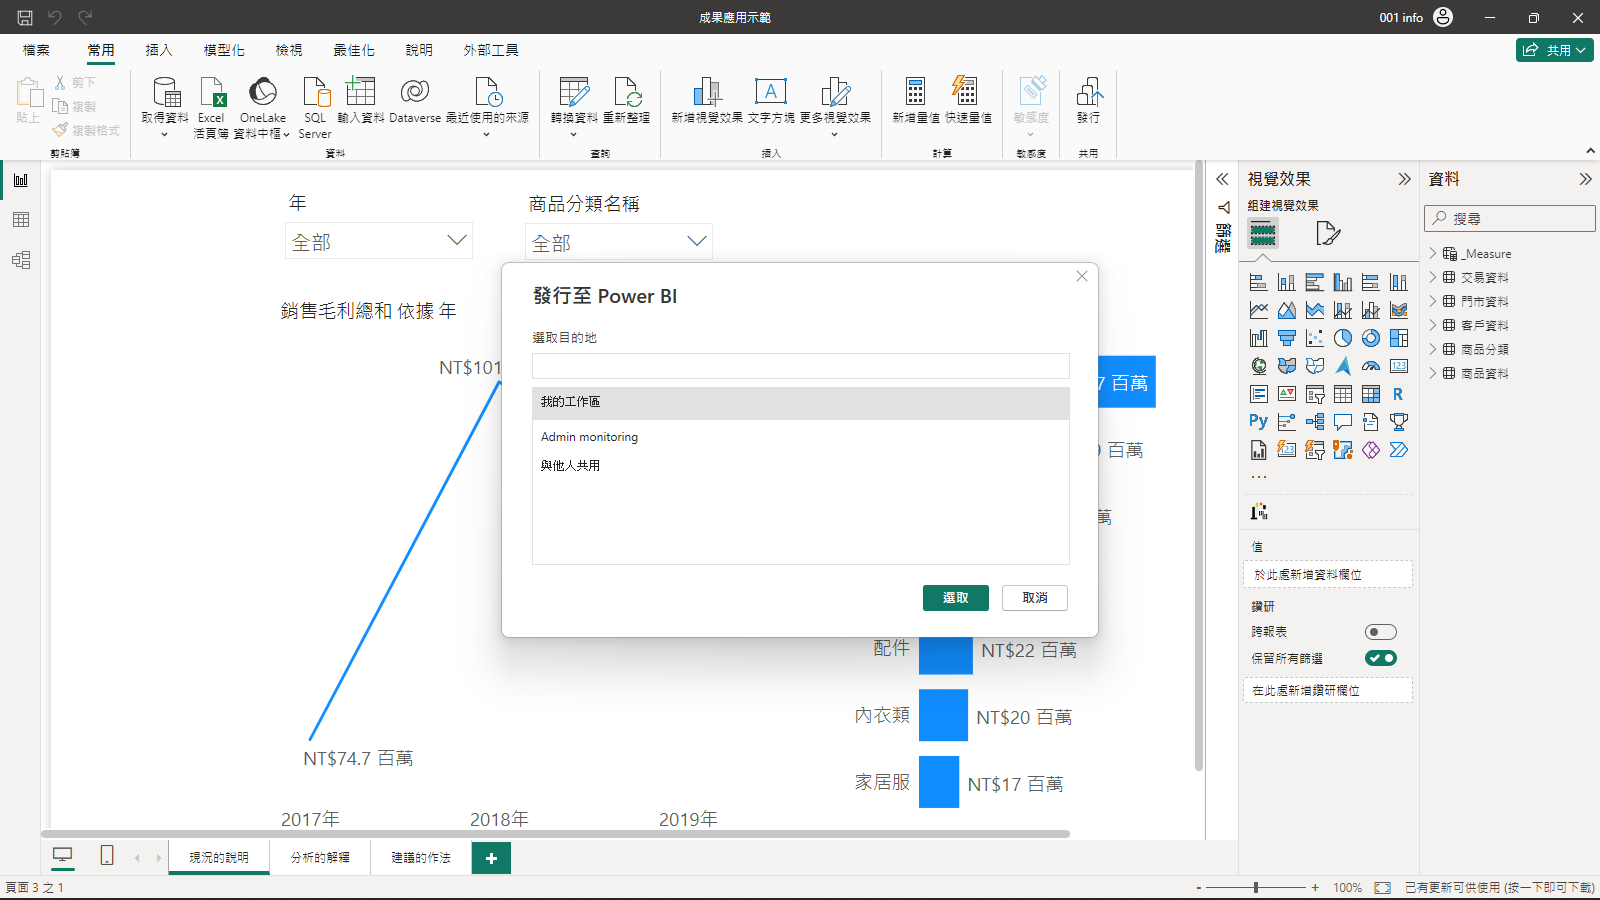 成果應用示範
001 info
檔案 常用 插入 模型化 檢視 最佳化 說明 外部工具
共用
貼上
剪下
複製
複製格式
剪貼簿
取得資料
Excel
活頁簿
OneLake
資料中樞
SQL
Server
輸入資料
Dataverse
最近使用的來源
資料
轉換資料
重新整理
查詢
新增視覺效果
文字方塊
更多視覺效果
插入
新增量值
快速量值
計算
敏感度
敏感度
發行
共用
年
全部
商品分類名稱
全部
銷售毛利總和 依據 年
NT$101
NT$74.7 百萬
2017年 2018年 2019年
7 百萬
9 百萬
萬
配件 NT$22 百萬
內衣類 NT$20 百萬
家居服 NT$17 百萬
發行至 Power BI
選取目的地
我的工作區
Admin monitoring
與他人共用
選取
取消
篩選
視覺效果
組建視覺效果
123
R
Py
123
值
於此處新增資料欄位
鑽研
跨報表
保留所有篩選
在此處新增鑽研欄位
資料
搜尋
_Measure
交易資料
門市資料
客戶資料
商品分類
商品資料
現況的說明 分析的解釋 建議的作法 +
頁面 3 之 1
- + 100%
已有更新可供使用 (按一下即可下載)